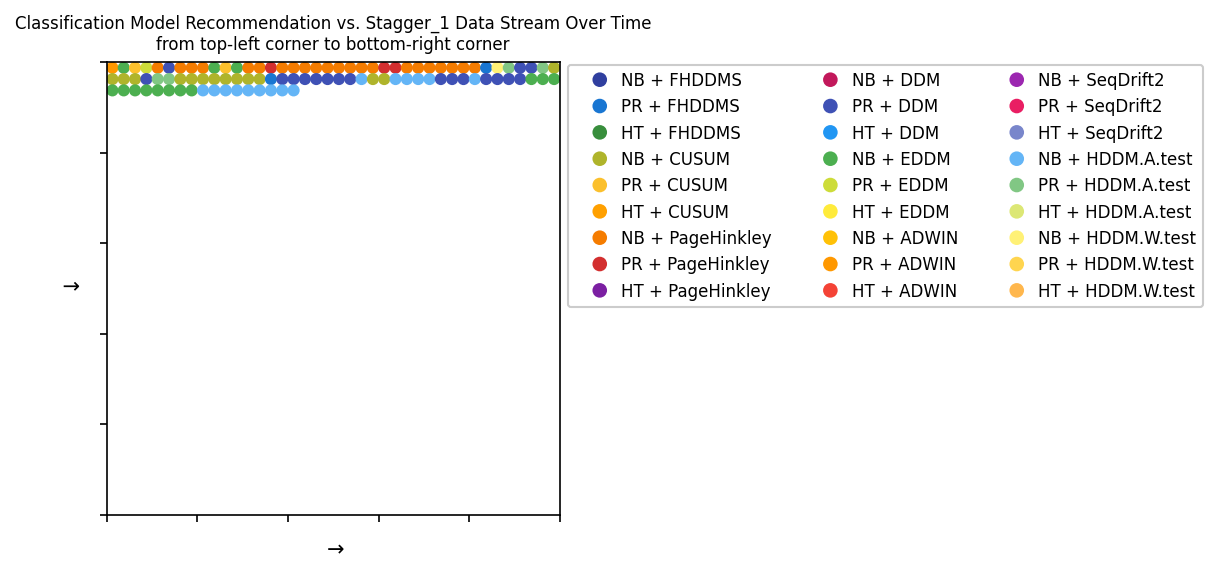 Classification Model Recommendation vs. Stagger_1 Data Stream Over Time
from top-left corner to bottom-right corner
NB + FHDDMS
PR + FHDDMS
HT + FHDDMS
NB + CUSUM
PR + CUSUM
HT + CUSUM
NB + PageHinkley
PR + PageHinkley
HT + PageHinkley
NB + DDM
PR + DDM
HT + DDM
NB + EDDM
PR + EDDM
HT + EDDM
NB + ADWIN
PR + ADWIN
HT + ADWIN
NB + SeqDrift2
PR + SeqDrift2
HT + SeqDrift2
NB + HDDM.A.test
PR + HDDM.A.test
HT + HDDM.A.test
NB + HDDM.W.test
PR + HDDM.W.test
HT + HDDM.W.test
→
→